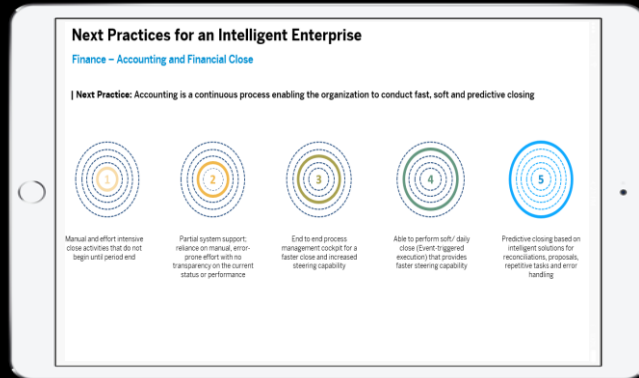 Next Practices for an Intelligent Enterprise
Finance – Accounting and Financial Close
| Next Practice: Accounting is a continuous process enabling the organization to conduct fast, soft and predictive closing
1
2
3
4
5
Manual and effort intensive
close activities that do not
begin until period end
Partial system support;
reliance on manual, error-
prone effort with no
transparency on the current
status or performance
End to end process
management cockpit for a
faster close and increased
steering capability
Able to perform soft/ daily
close (Event-triggered
execution) that provides
faster steering capability
Predictive closing based on
intelligent solutions for
reconciliations, proposals,
repetitive tasks and error
handling